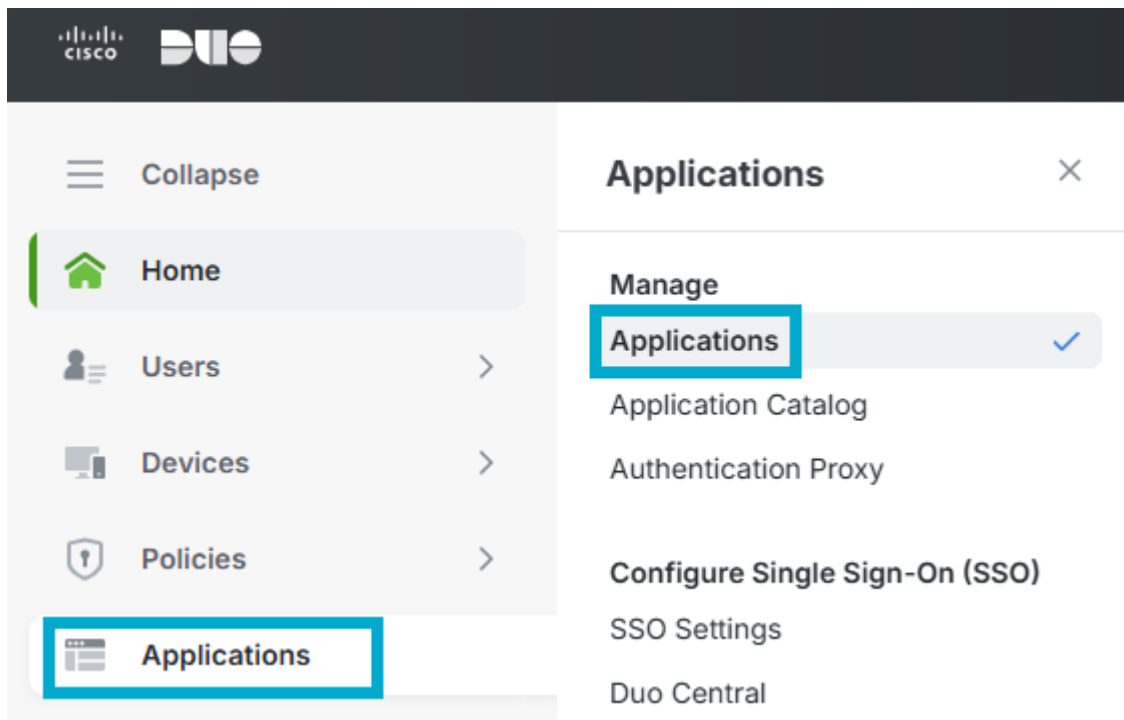 CISCO DUO
Collapse
Home
Users
Devices
Policies
Applications
Applications
Manage
Applications
Application Catalog
Authentication Proxy
Configure Single Sign-On (SSO)
SSO Settings
Duo Central